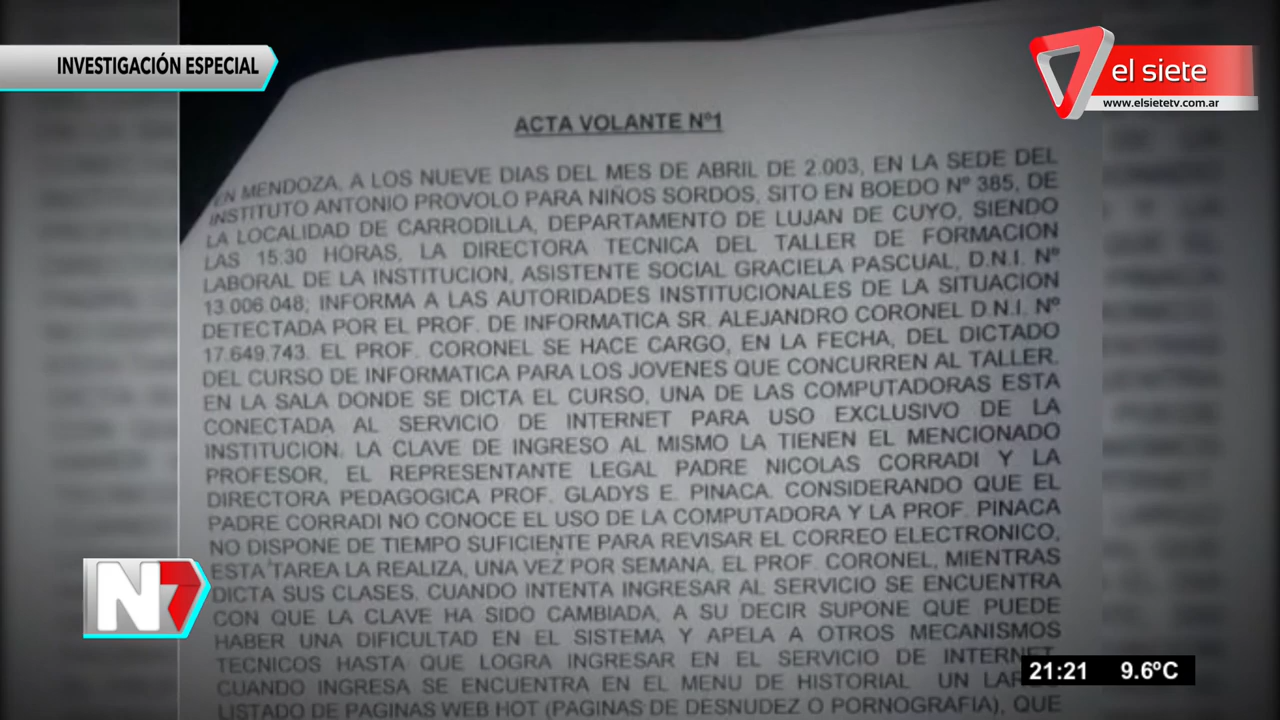 INVESTIGACIÓN ESPECIAL
el siete
www.elsietetv.com.ar
ACTA VOLANTE Nº1
EN MENDOZA, A LOS NUEVE DIAS DEL MES DE ABRIL DE 2.003, EN LA SEDE DEL
INSTITUTO ANTONIO PROVOLO PARA NIÑOS SORDOS, SITO EN BOEDO Nº 385, DE
LA LOCALIDAD DE CARRODILLA, DEPARTAMENTO DE LUJAN DE CUYO, SIENDO
LAS 15:30 HORAS, LA DIRECTORA TECNICA DEL TALLER DE FORMACION
LABORAL DE LA INSTITUCION, ASISTENTE SOCIAL GRACIELA PASCUAL, D.N.I. Nº
13.006.048; INFORMA A LAS AUTORIDADES INSTITUCIONALES DE LA SITUACION
DETECTADA POR EL PROF. DE INFORMATICA SR. ALEJANDRO CORONEL D.N.I. Nº
17.649.743. EL PROF. CORONEL SE HACE CARGO, EN LA FECHA, DEL DICTADO
DEL CURSO DE INFORMATICA PARA LOS JOVENES QUE CONCURREN AL TALLER.
EN LA SALA DONDE SE DICTA EL CURSO, UNA DE LAS COMPUTADORAS ESTA
CONECTADA AL SERVICIO DE INTERNET PARA USO EXCLUSIVO DE LA
INSTITUCION. LA CLAVE DE INGRESO AL MISMO LA TIENEN EL MENCIONADO
PROFESOR, EL REPRESENTANTE LEGAL PADRE NICOLAS CORRADI Y LA
DIRECTORA PEDAGOGICA PROF. GLADYS E. PINACA. CONSIDERANDO QUE EL
PADRE CORRADI NO CONOCE EL USO DE LA COMPUTADORA Y LA PROF. PINACA
NO DISPONE DE TIEMPO SUFICIENTE PARA REVISAR EL CORREO ELECTRONICO,
ESTA TAREA LA REALIZA, UNA VEZ POR SEMANA, EL PROF. CORONEL, MIENTRAS
DICTA SUS CLASES. CUANDO INTENTA INGRESAR AL SERVICIO SE ENCUENTRA
CON QUE LA CLAVE HA SIDO CAMBIADA, A SU DECIR SUPONE QUE PUEDE
HABER UNA DIFICULTAD EN EL SISTEMA Y APELA A OTROS MECANISMOS
TECNICOS HASTA QUE LOGRA INGRESAR EN EL SERVICIO DE INTERNET.
CUANDO INGRESA SE ENCUENTRA EN EL MENU DE HISTORIAL UN
LISTADO DE PAGINAS WEB HOT (PAGINAS DE DESNUDEZ O PORNOGRAFIA), QUE
N7
21:21 9.6ºC